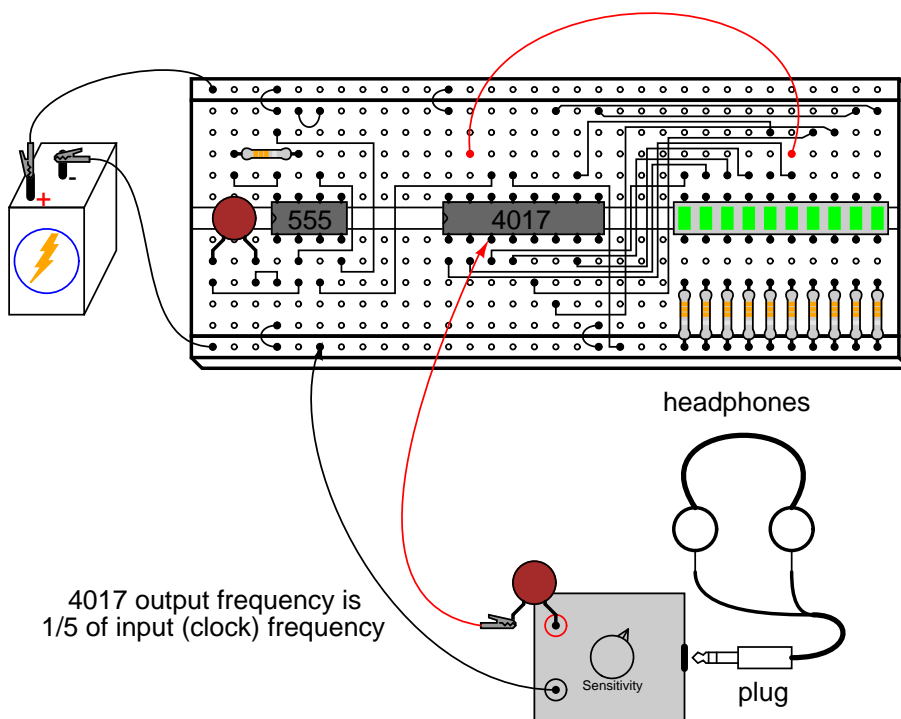 +
-
555
4017
headphones
4017 output frequency is
1/5 of input (clock) frequency
Sensitivity
plug